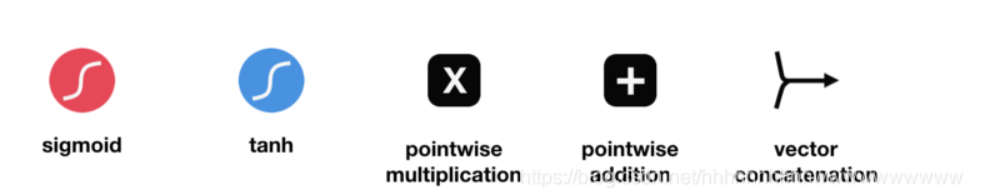 X
sigmoid
tanh
pointwise
multiplication
pointwise
addition
vector
concatenation